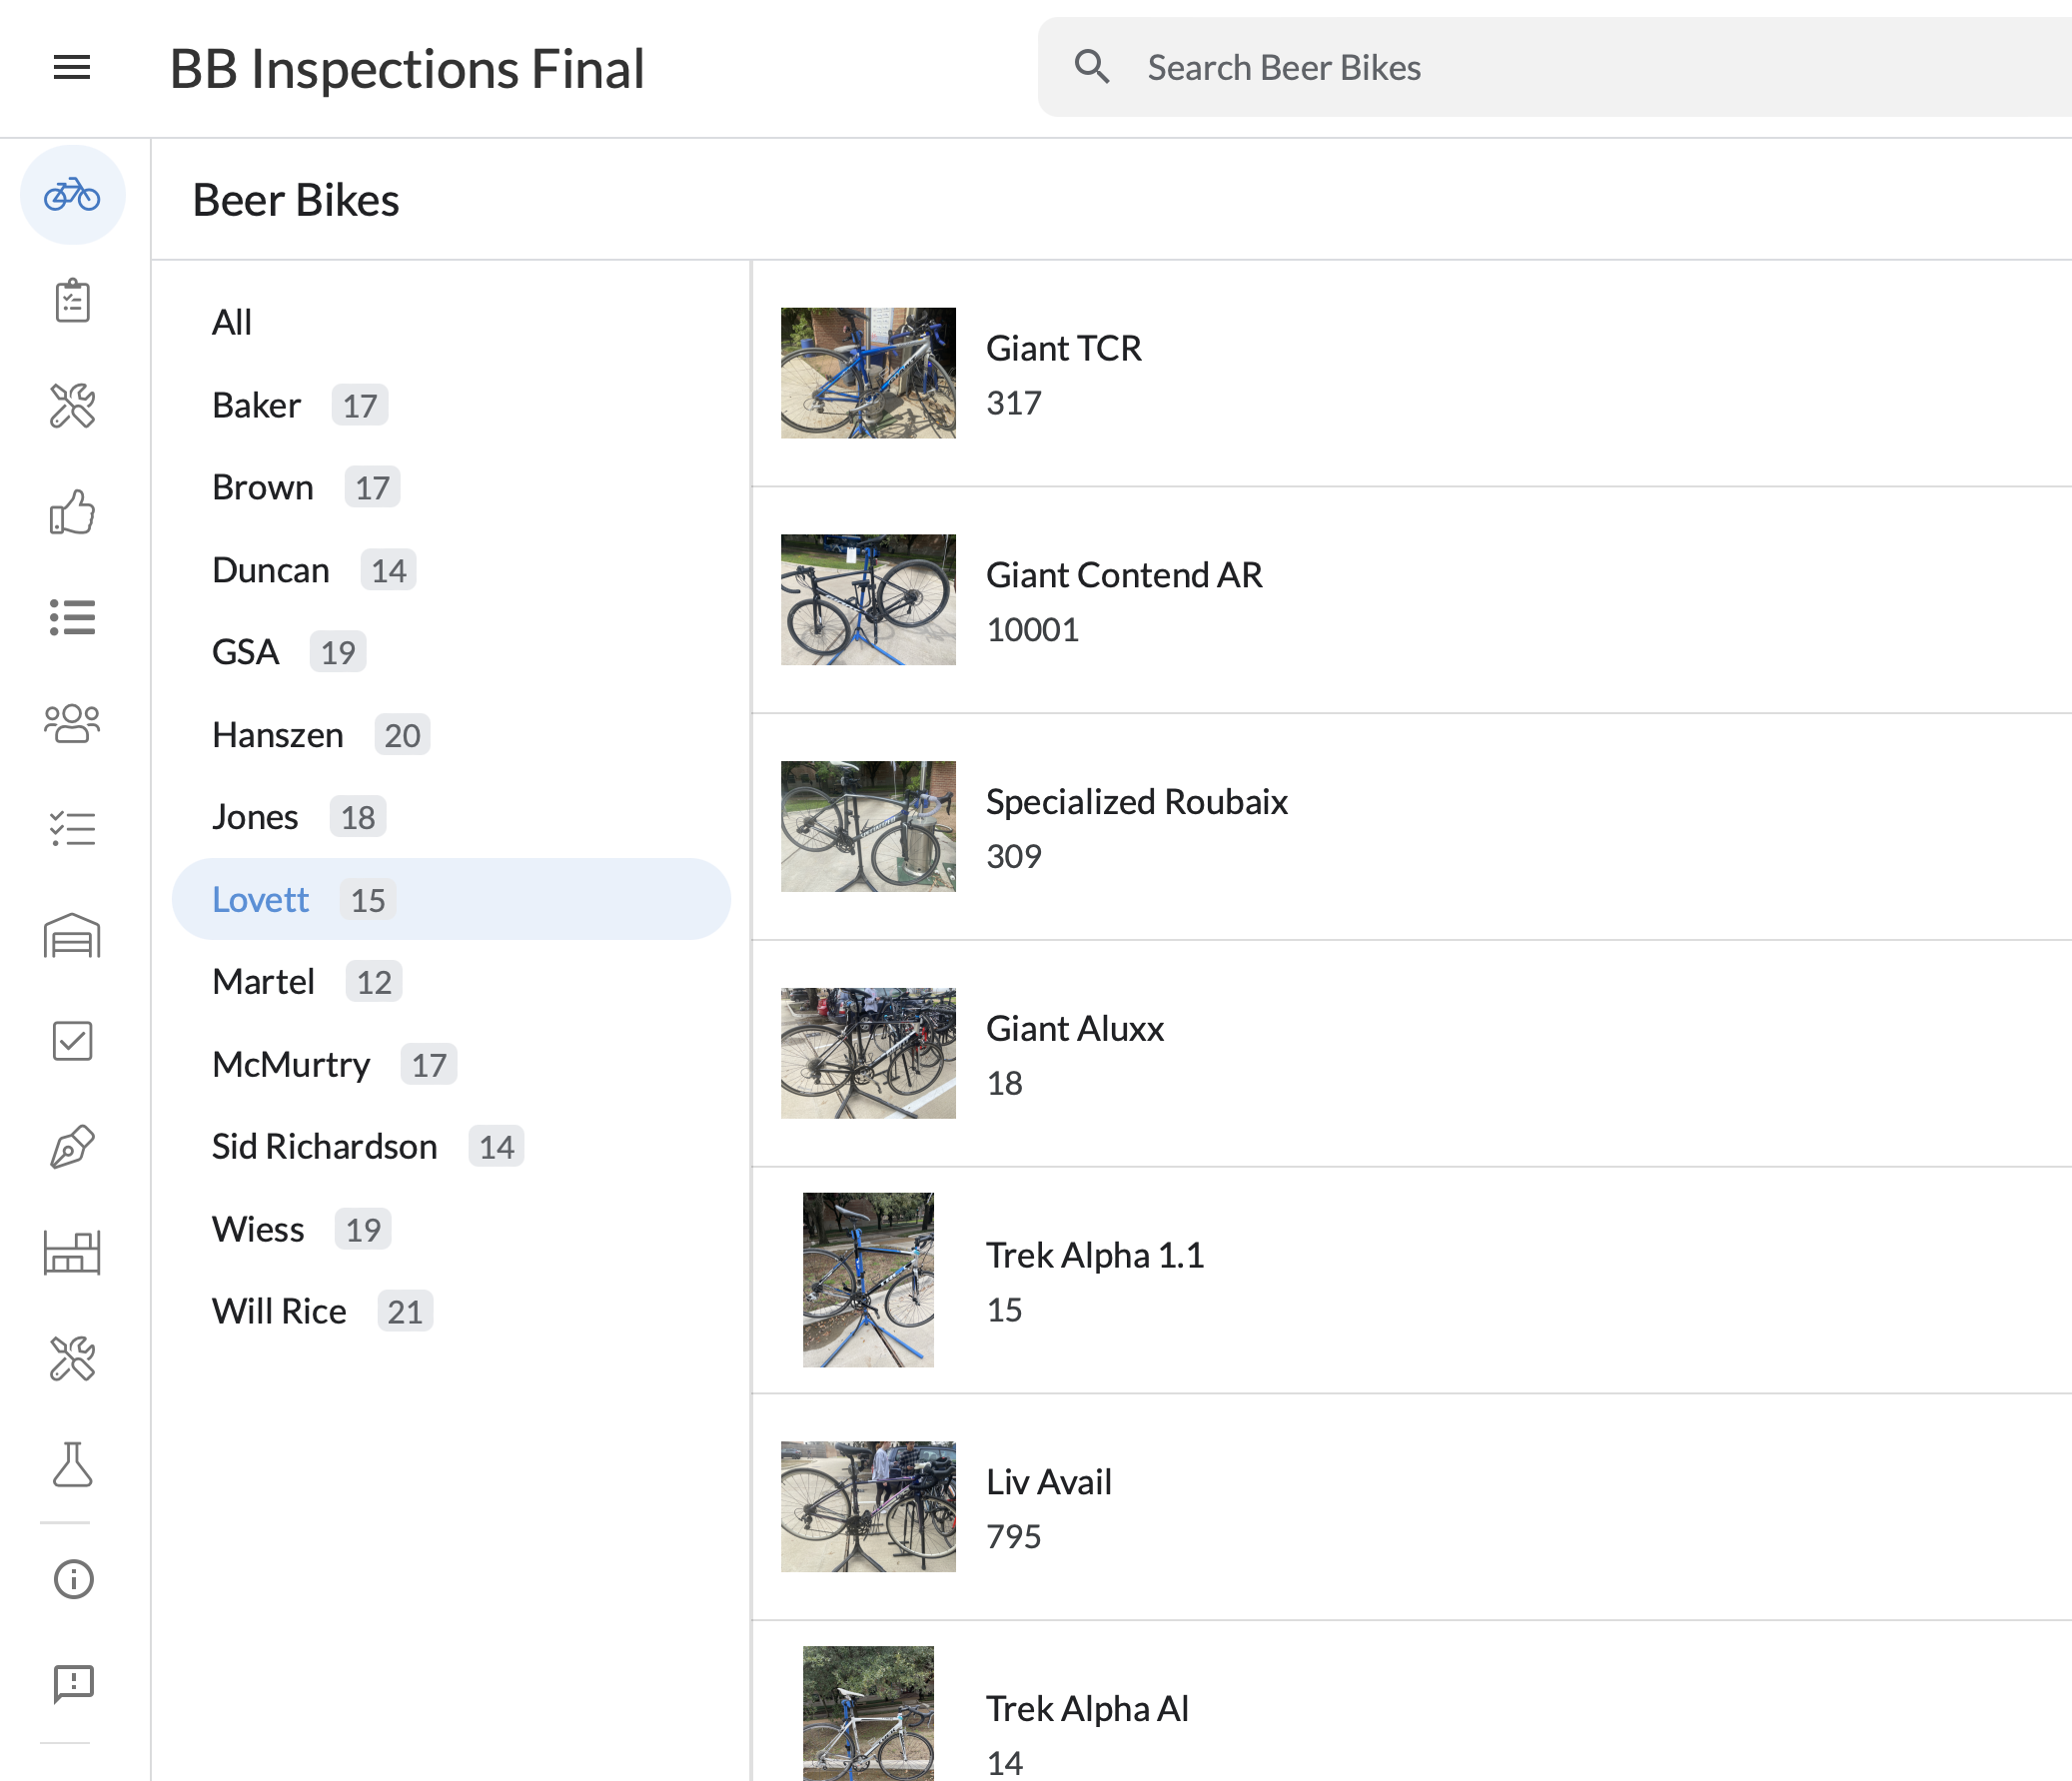 BB Inspections Final
Search Beer Bikes
Beer Bikes
All
Baker 17
Brown 17
Duncan 14
GSA 19
Hanszen 20
Jones 18
Lovett 15
Martel 12
McMurtry 17
Sid Richardson 14
Wiess 19
Will Rice 21
Giant TCR
317
Giant Contend AR
10001
Specialized Roubaix
309
Giant Aluxx
18
Trek Alpha 1.1
15
Liv Avail
795
Trek Alpha Al
14